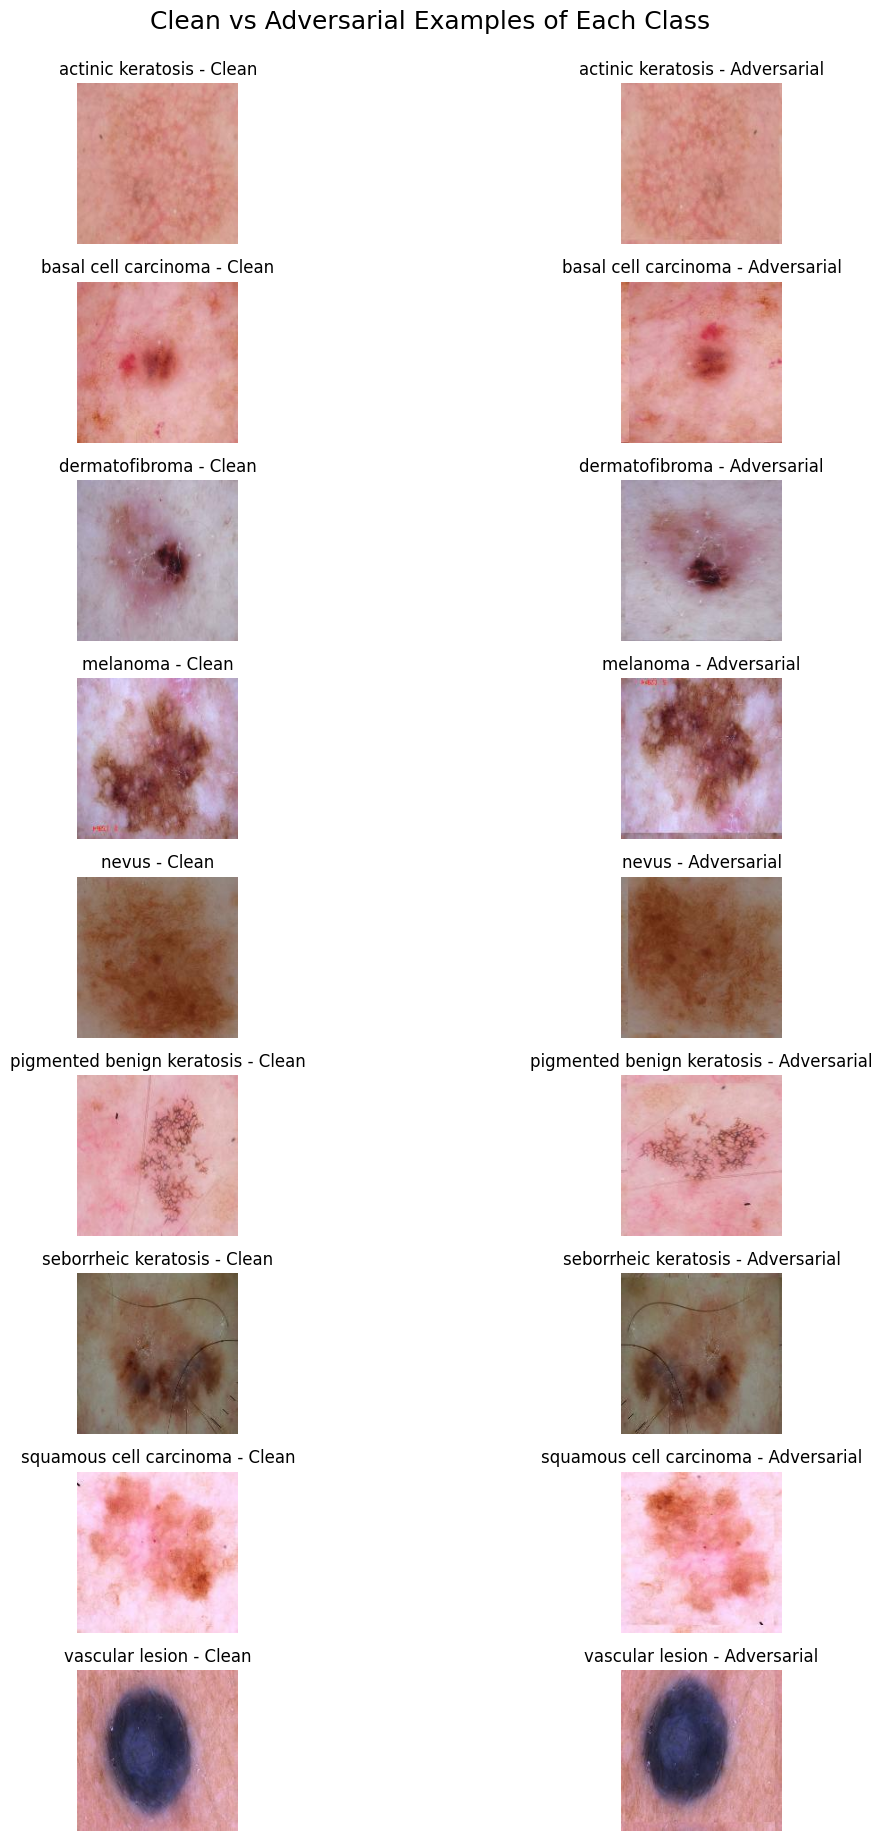 Clean vs Adversarial Examples of Each Class
actinic keratosis - Clean
actinic keratosis - Adversarial
basal cell carcinoma - Clean
basal cell carcinoma - Adversarial
dermatofibroma - Clean
dermatofibroma - Adversarial
melanoma - Clean
melanoma - Adversarial
nevus - Clean
nevus - Adversarial
pigmented benign keratosis - Clean
pigmented benign keratosis - Adversarial
seborrheic keratosis - Clean
seborrheic keratosis - Adversarial
squamous cell carcinoma - Clean
squamous cell carcinoma - Adversarial
vascular lesion - Clean
vascular lesion - Adversarial